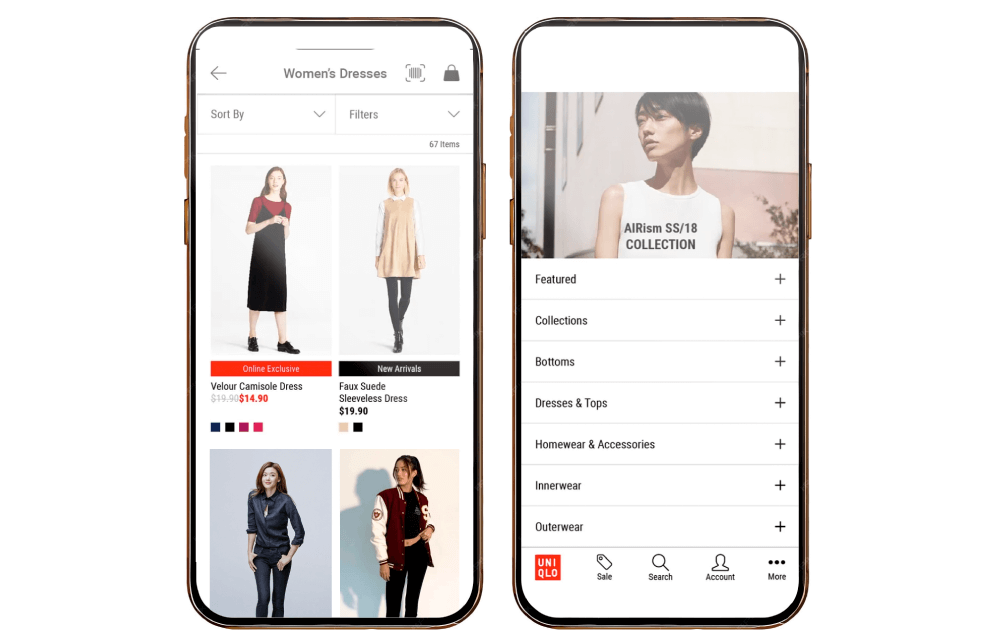 Women's Dresses
Sort By
Filters
67 Items
Online Exclusive
New Arrivals
Velour Camisole Dress
$19.90$14.90
Faux Suede
Sleeveless Dress
$19.90
S
AIRism SS/18
COLLECTION
Featured
Collections
Bottoms
Dresses & Tops
Homewear & Accessories
Innerwear
Outerwear
UNI
QLO
Sale
Search
Account
More